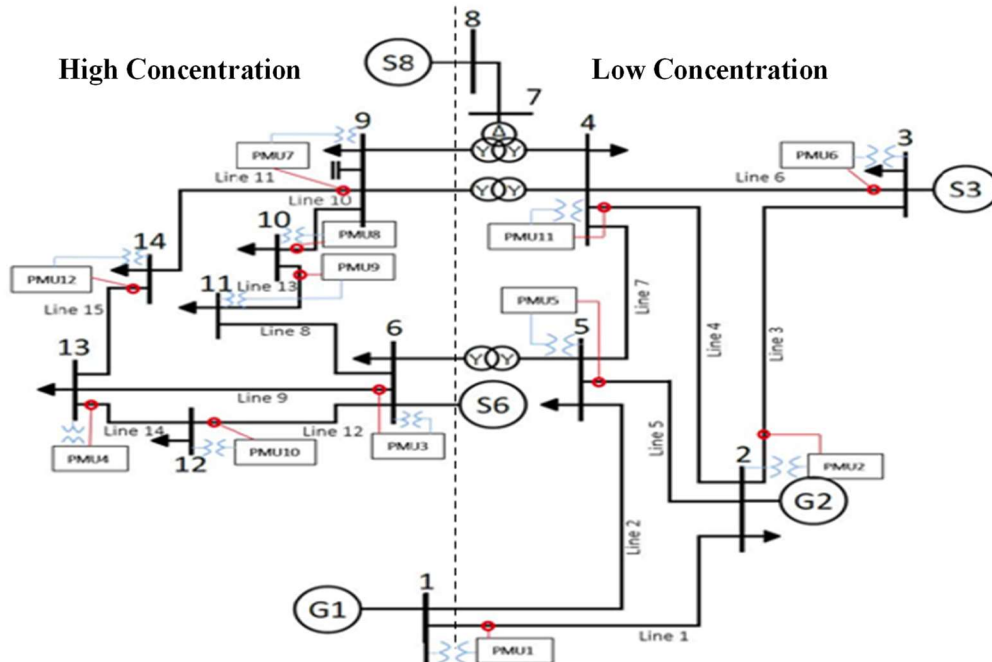 8
S8
High Concentration
Low Concentration
7
9
4
3
Δ
PMU7
Y Y
PMU6
Line 11
Line 6
S3
Line 10
Y Y
10
PMU8
PMU11
14
PMU9
PMU12
11
Line 13
Line 15
PMU5
Line 7
Line 8
6
5
13
Y Y
Line 4
Line 3
Line 9
S6
Line 14
Line 12
PMU4
12
PMU10
PMU3
Line 5
2
PMU2
G2
Line 2
1
G1
Line 1
PMU1